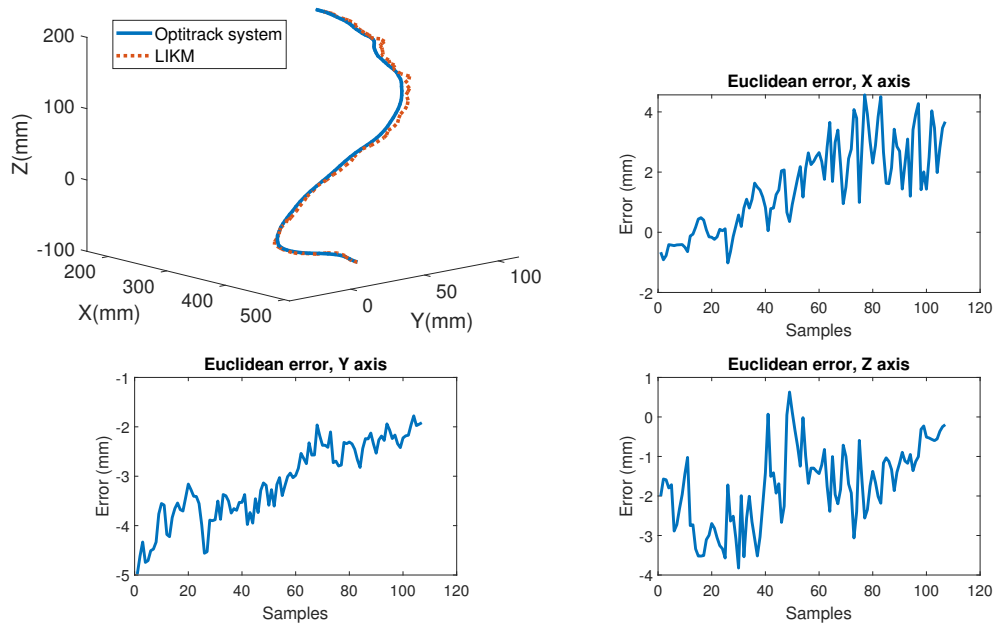 Optitrack system
LIKM
200
100
0
-100
Z(mm)
200
300
400
500
X(mm)
0
50
100
Y(mm)
Euclidean error, X axis
4
2
0
-2
Error (mm)
0 20 40 60 80 100 120
Samples
Euclidean error, Y axis
-1
-2
-3
-4
-5
Error (mm)
0 20 40 60 80 100 120
Samples
Euclidean error, Z axis
1
0
-1
-2
-3
-4
Error (mm)
0 20 40 60 80 100 120
Samples